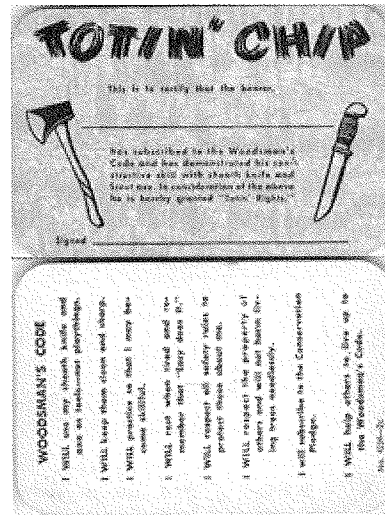 TOTIN' CHIP
This is to certify that the bearer,
has subscribed to the Woodsman's
Code and has demonstrated his con-
structive skill with sheath knife and
Scout axe. In consideration of the above
he is hereby granted "Totin' Rights."
Signed
WOODSMAN'S CODE
I WILL use my sheath knife and
axe as tools—not playthings.
I WILL keep them clean and sharp.
I WILL practice so that I may be-
come skillful.
I WILL rest when tired and re-
member that "Easy does it."
I WILL respect all safety rules to
protect those about me.
I WILL respect the property of
others and will not harm liv-
ing trees needlessly.
I will subscribe to the Conservation
Pledge.
I WILL help others to live up to
the Woodsman's Code.